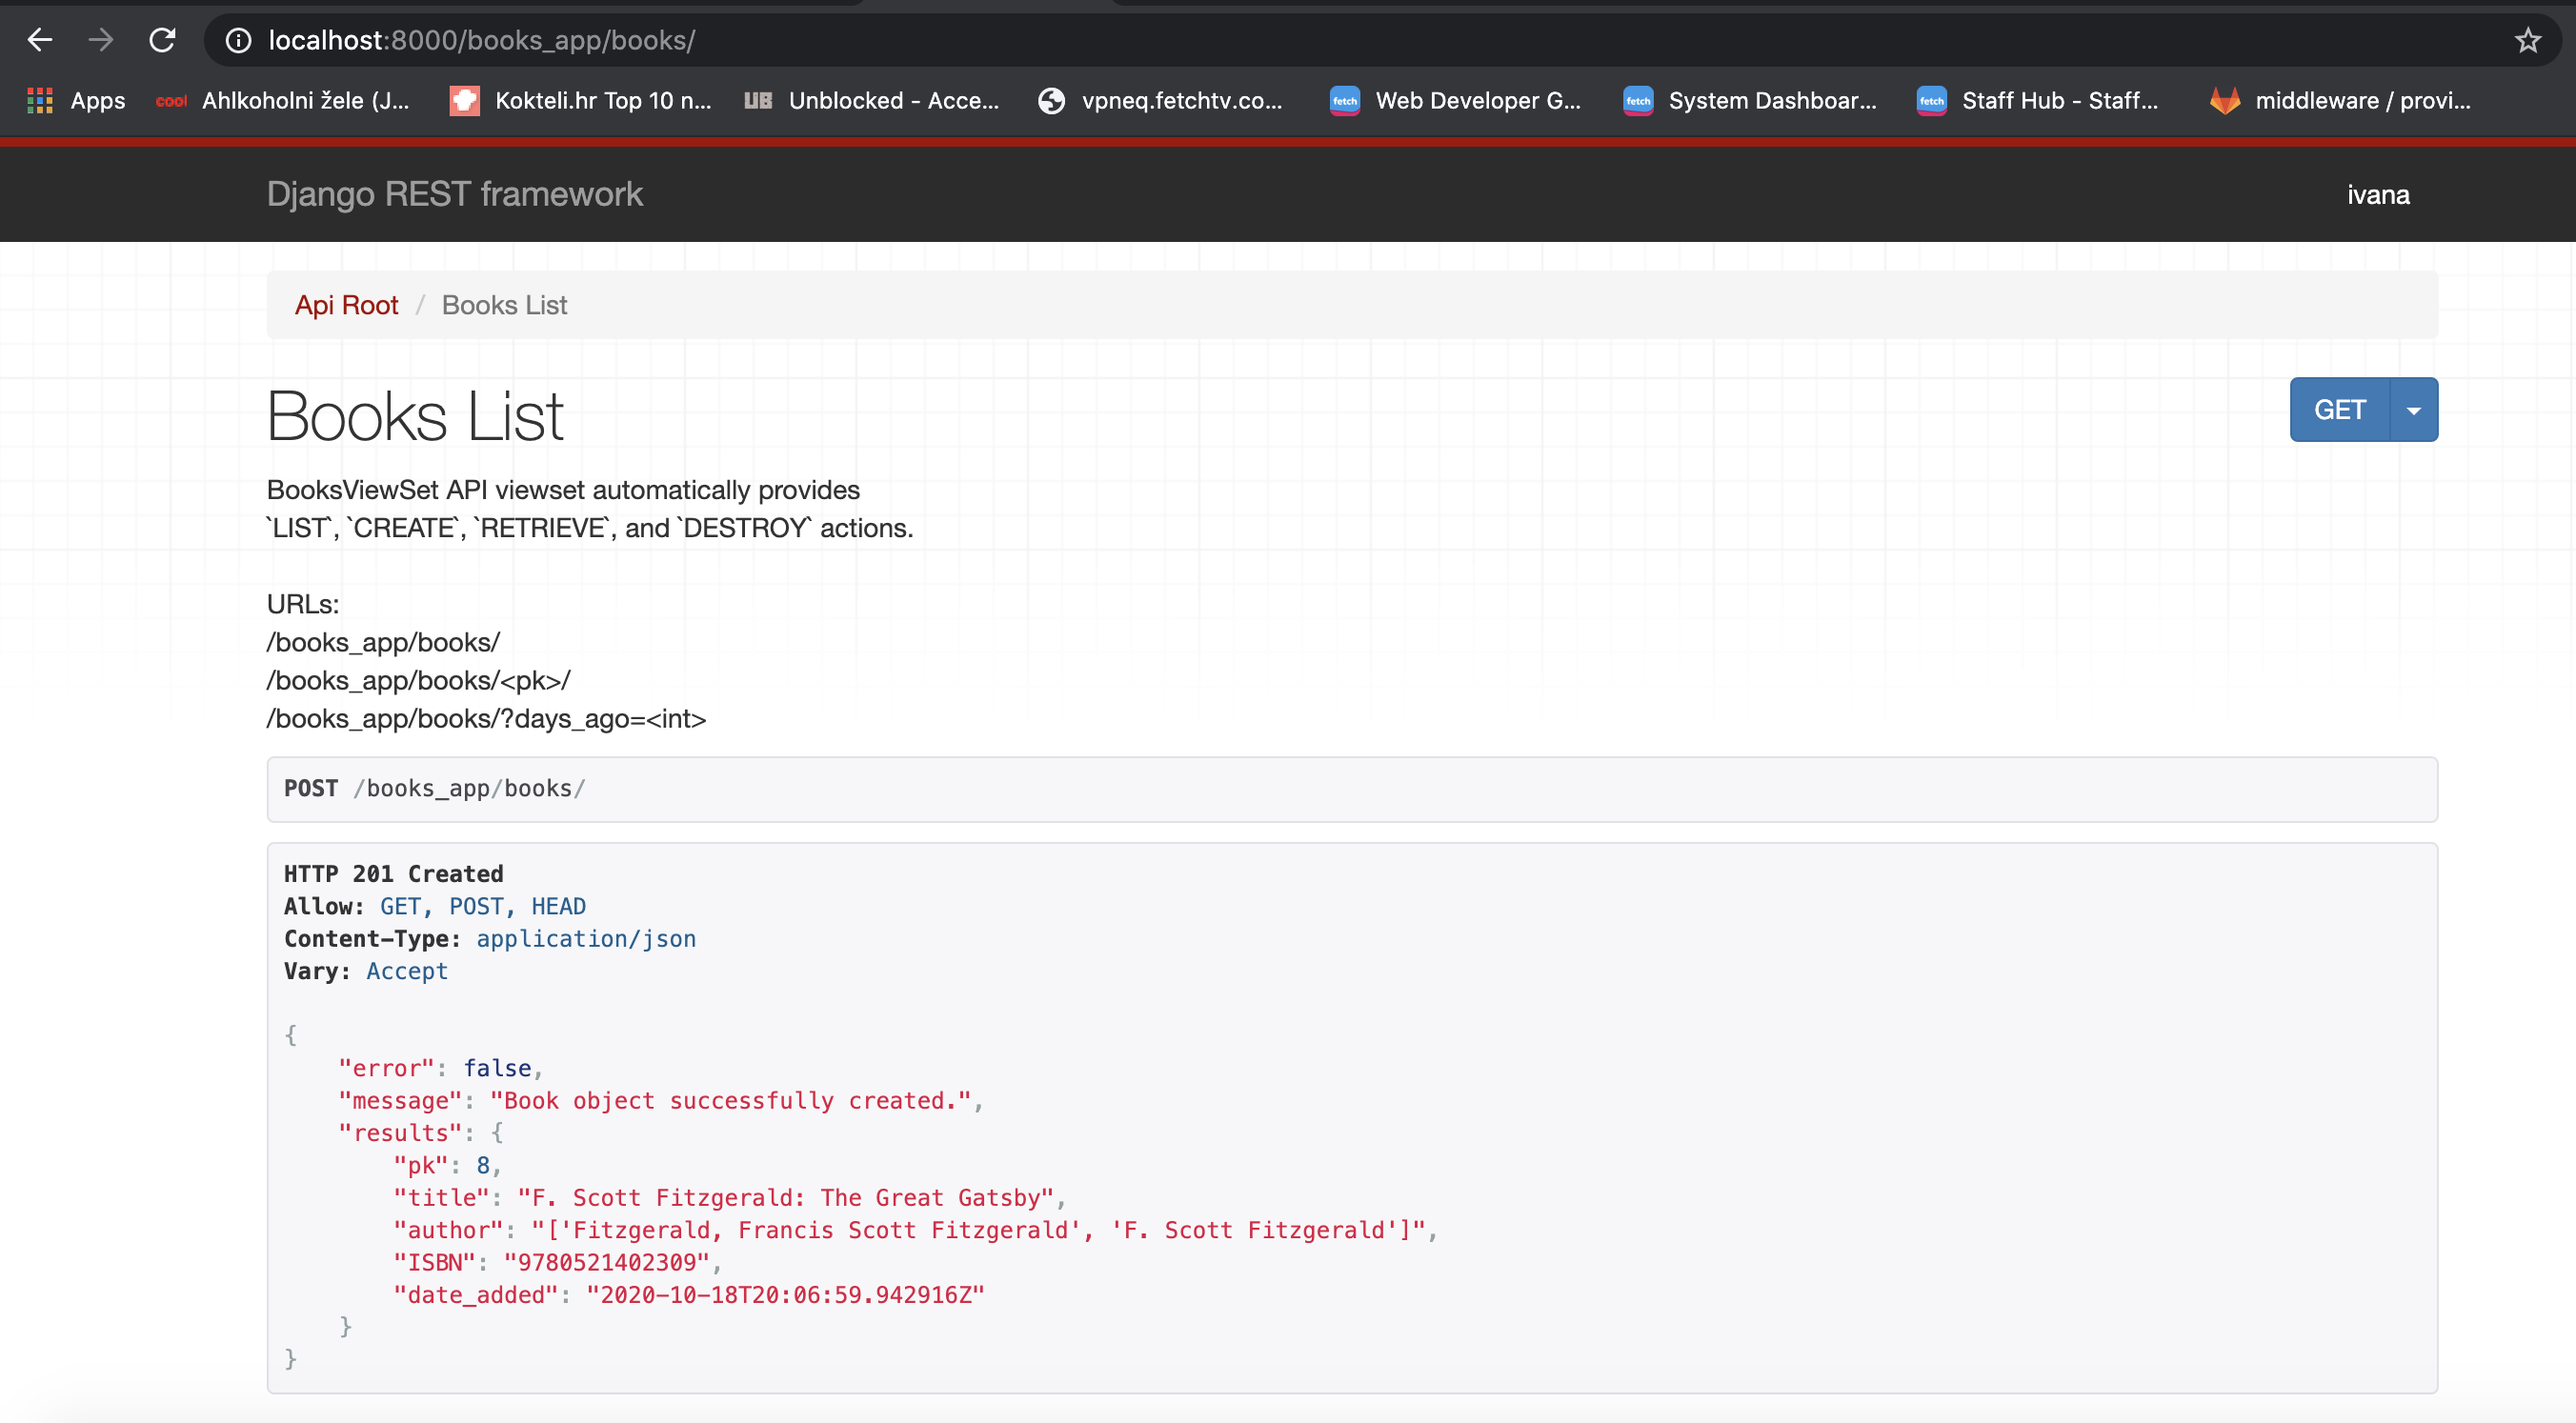 localhost:8000/books_app/books/
Apps cool Ahlkoholni žele (J... Kokteli.hr Top 10 n... UB Unblocked - Acce... vpneq.fetchtv.co... fetch Web Developer G... fetch System Dashboar... fetch Staff Hub - Staff... middleware / provi...
Django REST framework ivana
Api Root / Books List
Books List GET
BooksViewSet API viewset automatically provides
`LIST`, `CREATE`, `RETRIEVE`, and `DESTROY` actions.
URLs:
/books_app/books/
/books_app/books/<pk>/
/books_app/books/?days_ago=<int>
POST /books_app/books/
HTTP 201 Created
Allow: GET, POST, HEAD
Content-Type: application/json
Vary: Accept
{
    "error": false,
    "message": "Book object successfully created.",
    "results": {
        "pk": 8,
        "title": "F. Scott Fitzgerald: The Great Gatsby",
        "author": "['Fitzgerald, Francis Scott Fitzgerald', 'F. Scott Fitzgerald']",
        "ISBN": "9780521402309",
        "date_added": "2020-10-18T20:06:59.942916Z"
    }
}